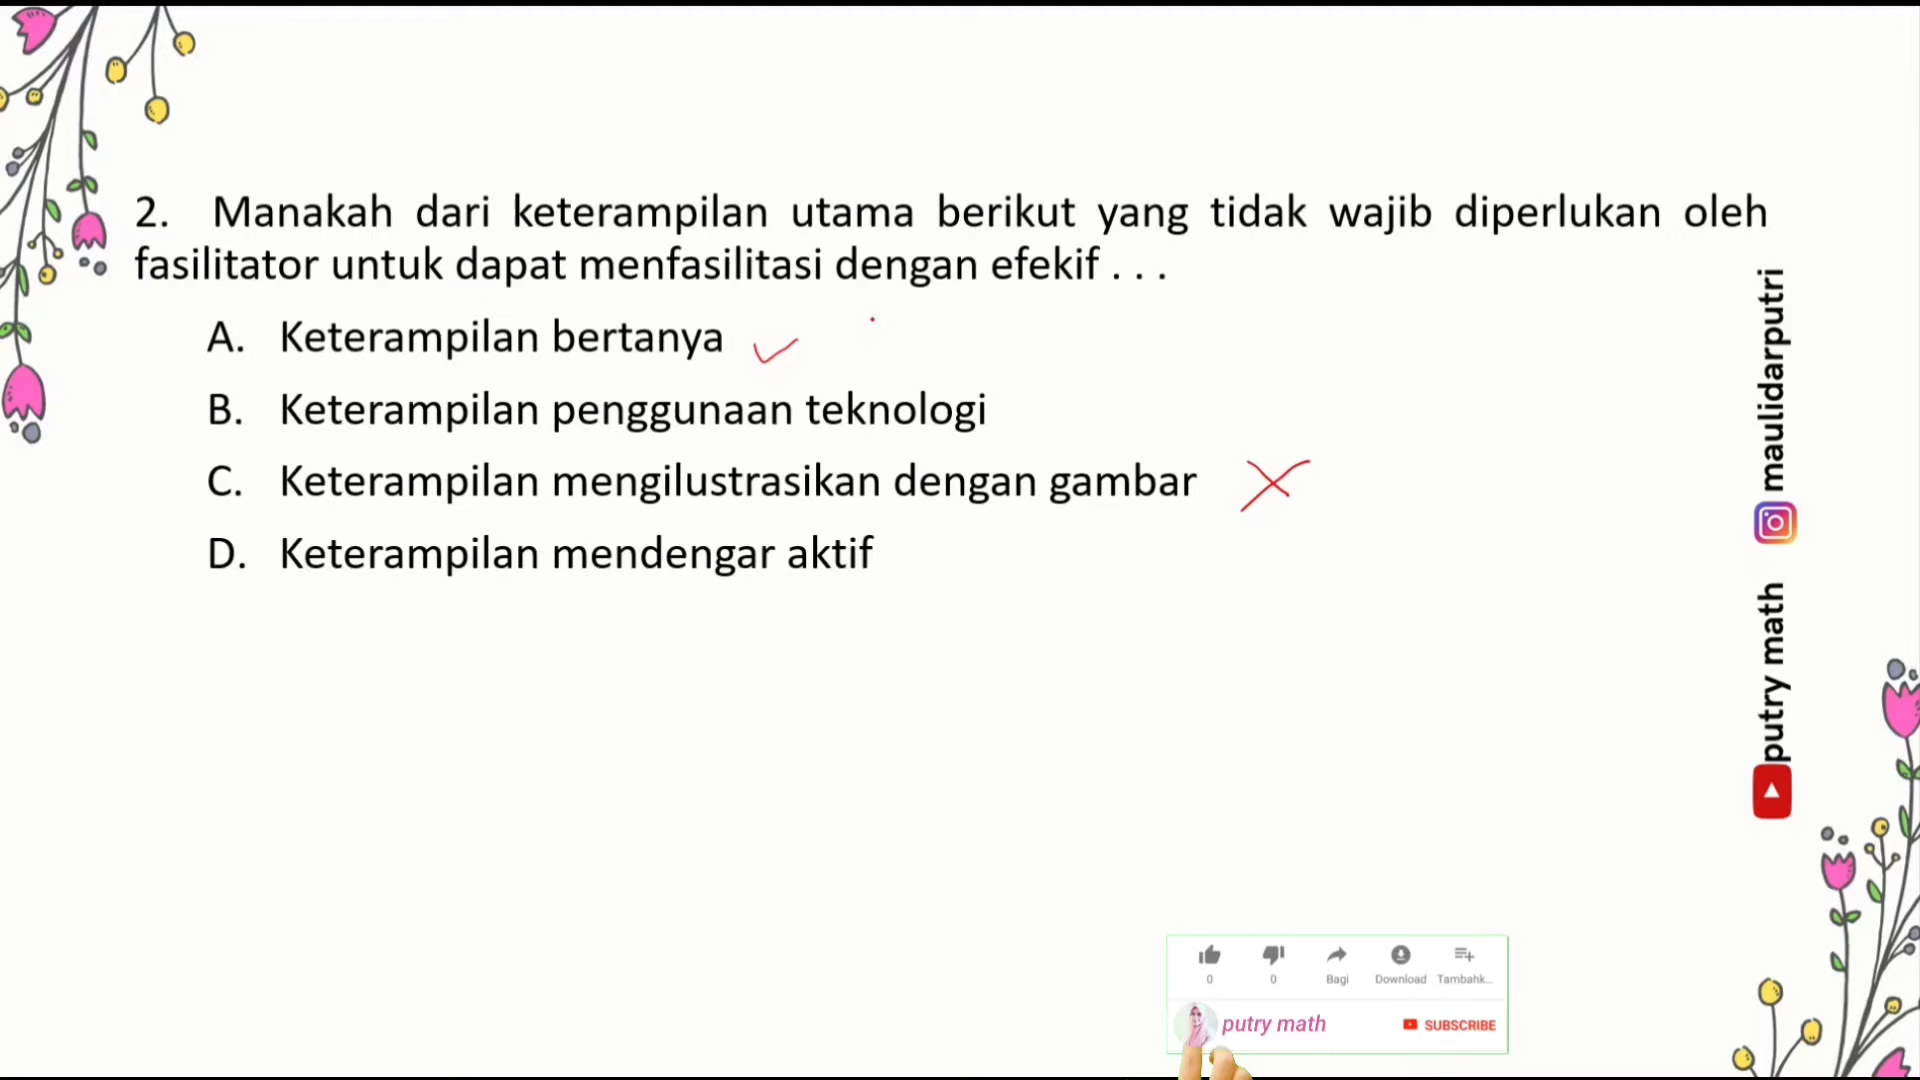 2. Manakah dari keterampilan utama berikut yang tidak wajib diperlukan oleh
fasilitator untuk dapat menfasilitasi dengan efekif . . .
A. Keterampilan bertanya
B. Keterampilan penggunaan teknologi
C. Keterampilan mengilustrasikan dengan gambar
D. Keterampilan mendengar aktif
maulidarputri
putry math
0 0 Bagi Download Tambahk...
putry math SUBSCRIBE